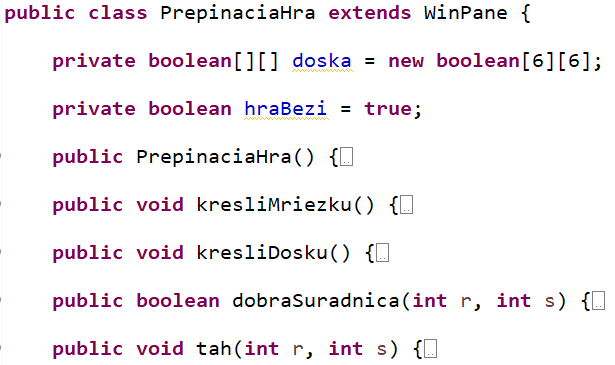 public class PrepinaciaHra extends WinPane {
private boolean[][] doska = new boolean[6][6];
private boolean hraBezi = true;
public PrepinaciaHra() {..
public void kresliMriezku() {..
public void kresliDosku() {..
public boolean dobraSuradnica(int r, int s) {..
public void tah(int r, int s) {..